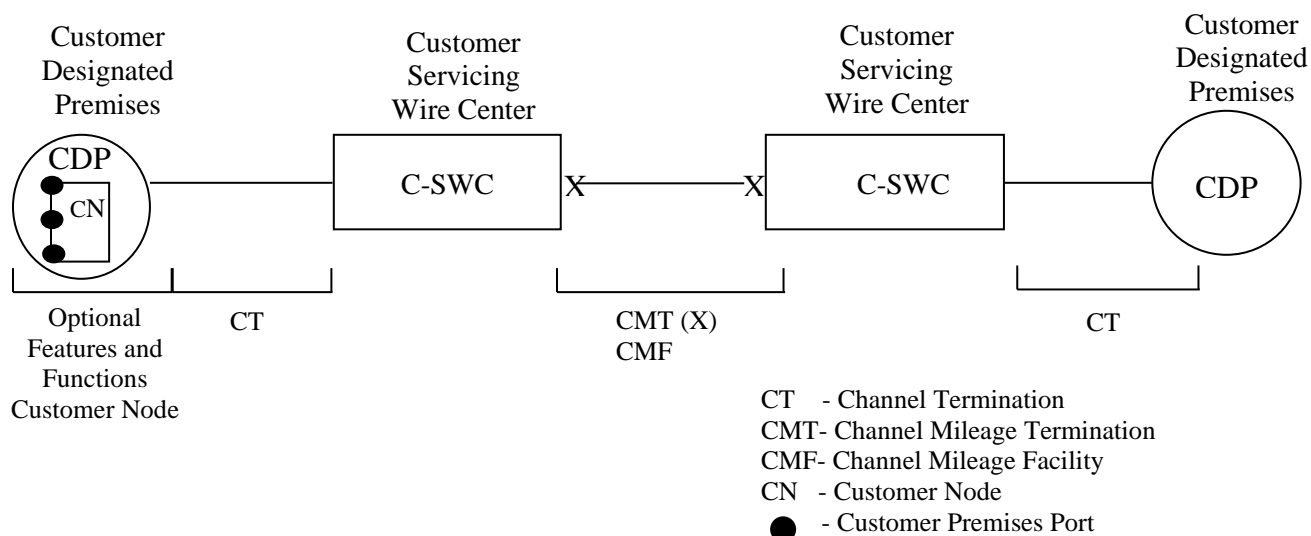 Customer
Designated
Premises
Customer
Servicing
Wire Center
Customer
Servicing
Wire Center
Customer
Designated
Premises
CDP
CN
C-SWC
X
X
C-SWC
CDP
Optional
Features and
Functions
Customer Node
CT
CMT (X)
CMF
CT
CT - Channel Termination
CMT- Channel Mileage Termination
CMF- Channel Mileage Facility
CN - Customer Node
- Customer Premises Port